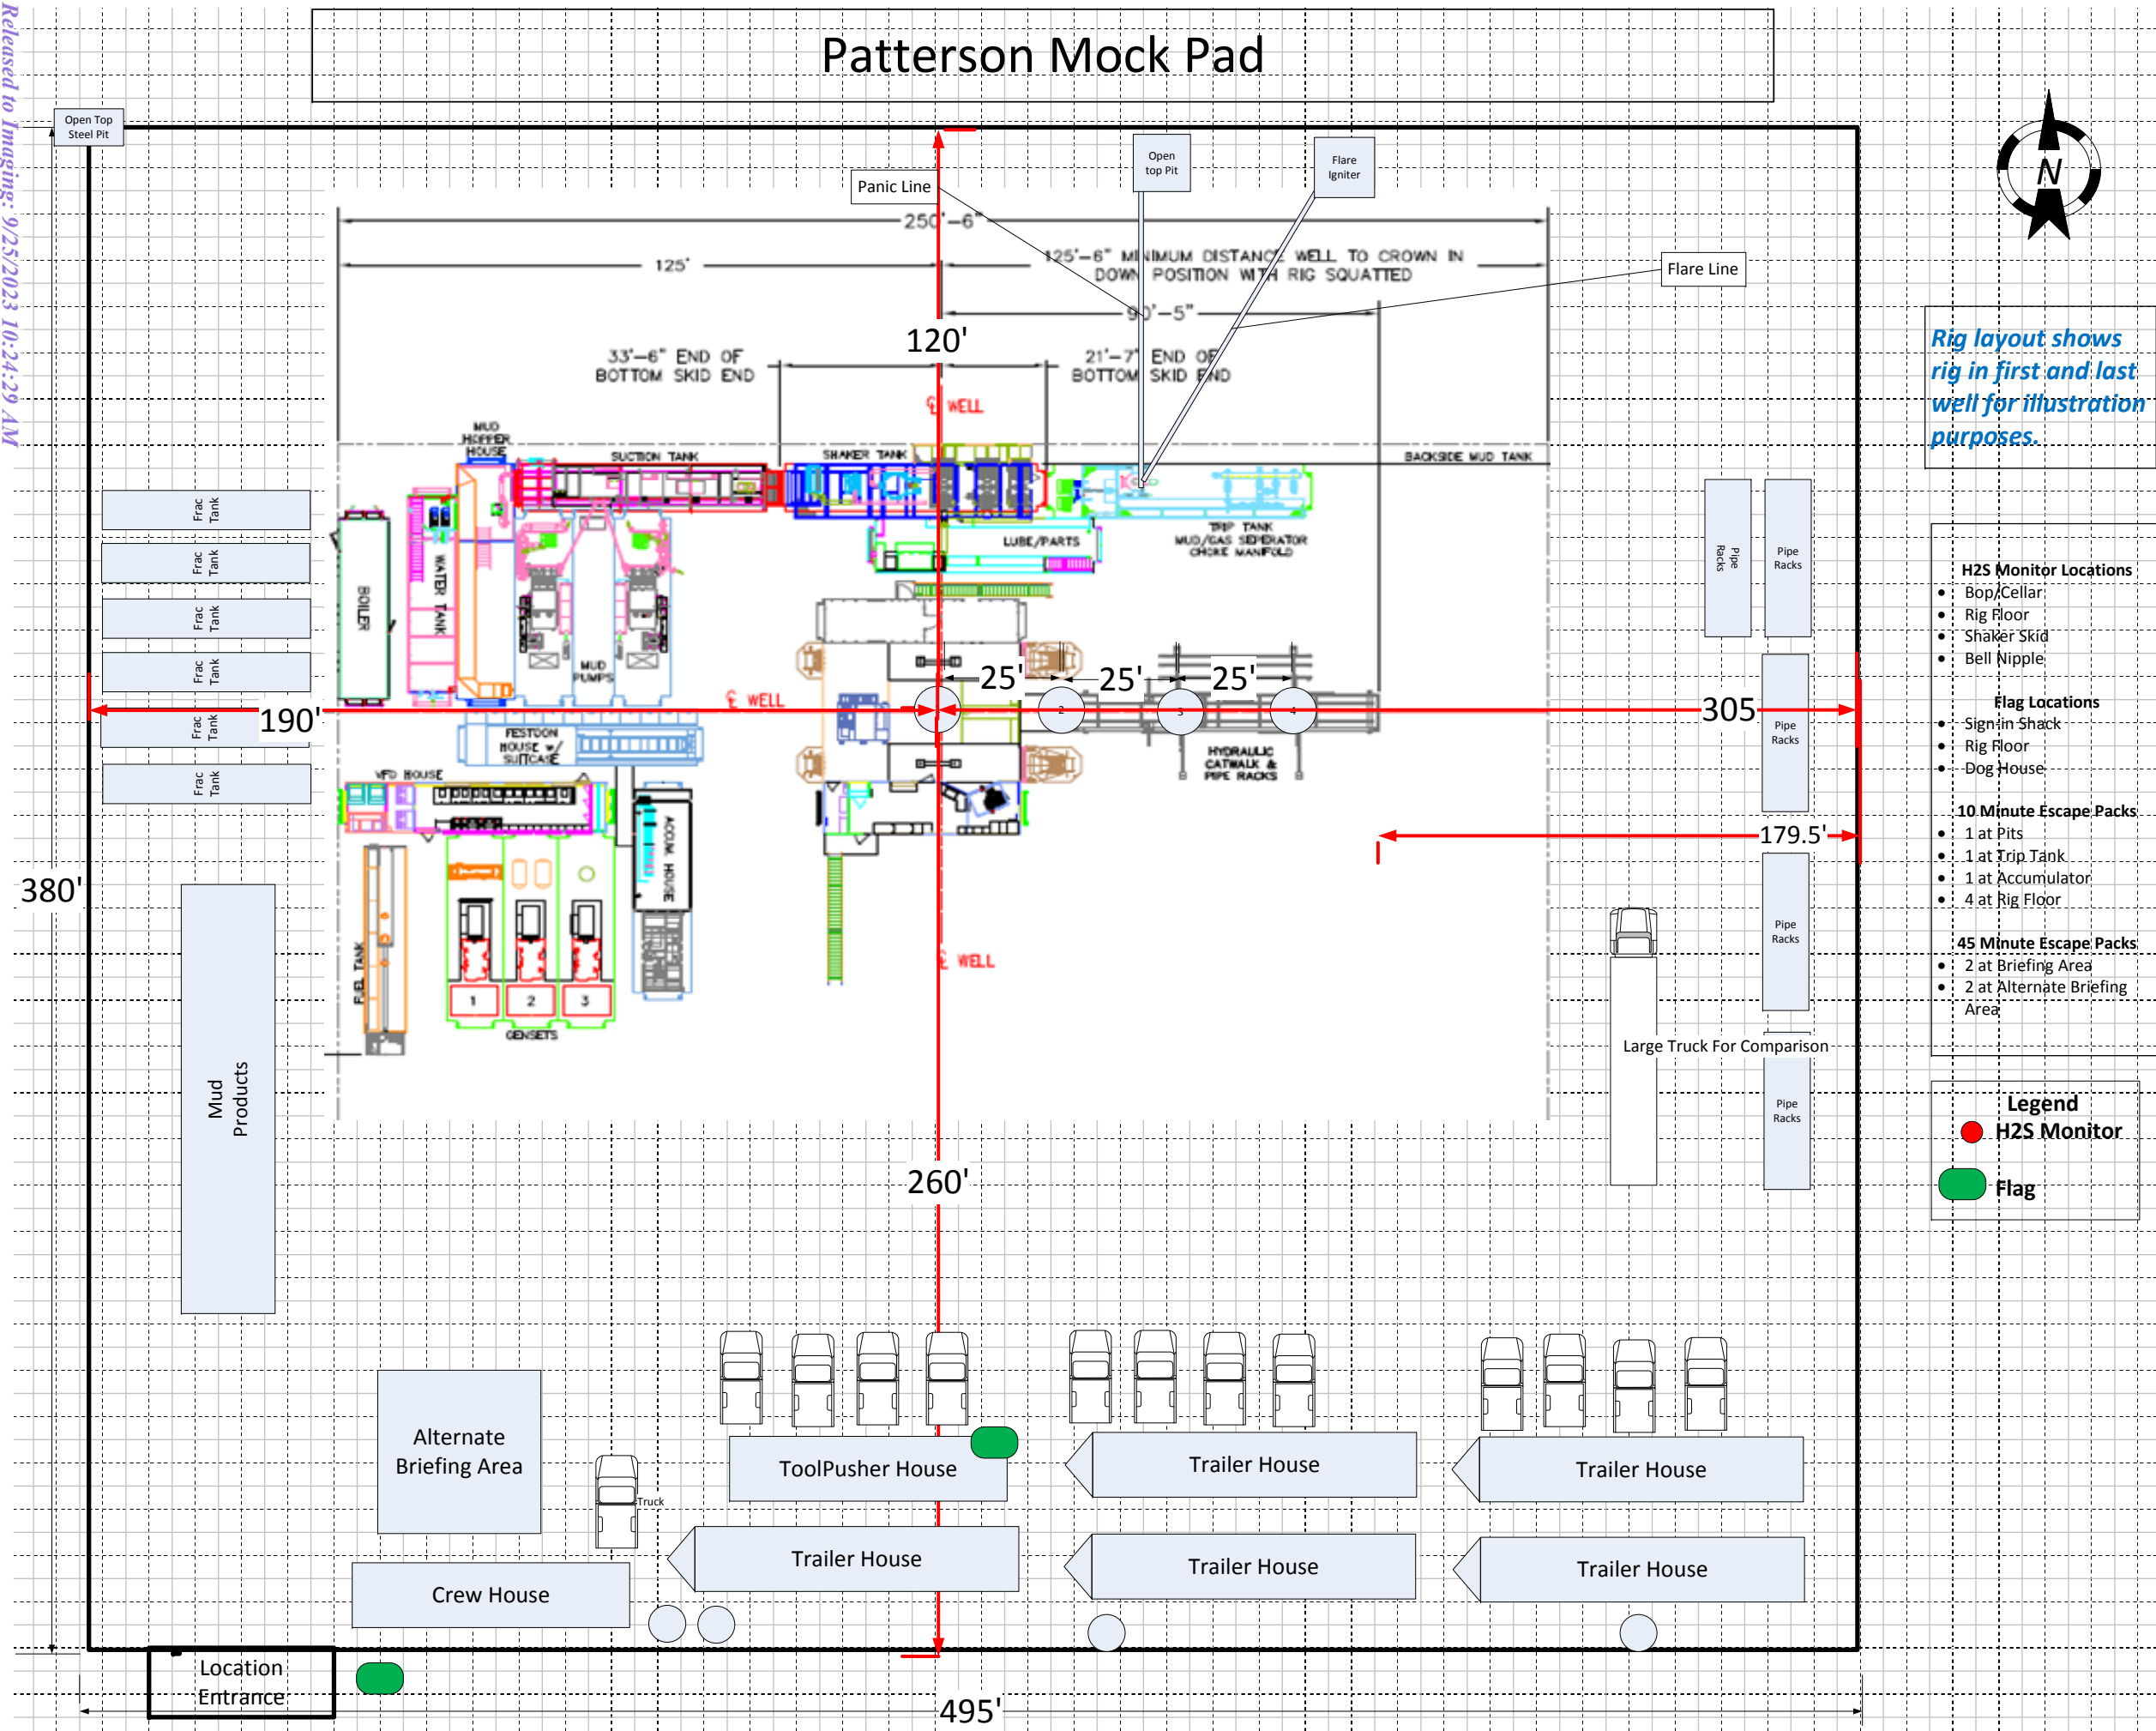 Released to Imaging: 9/25/2023 10:24:29 AM
Patterson Mock Pad
Open Top
Steel Pit
Open
top Pit
Flare
Igniter
N
Panic Line
250'-6"
125'
125'-6" MINIMUM DISTANCE WELL TO CROWN IN
DOWN POSITION WITH RIG SQUATTED
Flare Line
90'-5"
120'
33'-6" END OF
BOTTOM SKID END
21'-7" END OF
BOTTOM SKID END
℄ WELL
Rig layout shows
rig in first and last
well for illustration
purposes.
MUD
HOPPER
HOUSE
SUCTION TANK
SHAKER TANK
BACKSIDE MUD TANK
Frac
Tank
Frac
Tank
Frac
Tank
Frac
Tank
Frac
Tank
Frac
Tank
BOILER
WATER TANK
MUD
PUMPS
LUBE/PARTS
TRIP TANK
MUD/GAS SEPERATOR
CHOKE MANIFOLD
Pipe
Racks
Pipe
Racks
Pipe
Racks
Pipe
Racks
Pipe
Racks
25'
25'
25'
2
3
4
℄ WELL
190'
305
FESTOON
HOUSE w/
SUITCASE
HYDRAULIC
CATWALK &
PIPE RACKS
VFD HOUSE
ACCUM. HOUSE
179.5'
380'
FUEL TANK
1
2
3
GENSETS
℄ WELL
Large Truck For Comparison
Mud
Products
260'
H2S Monitor Locations
• Bop/Cellar
• Rig Floor
• Shaker Skid
• Bell Nipple
Flag Locations
• Sign-in Shack
• Rig Floor
• Dog House
10 Minute Escape Packs
• 1 at Pits
• 1 at Trip Tank
• 1 at Accumulator
• 4 at Rig Floor
45 Minute Escape Packs
• 2 at Briefing Area
• 2 at Alternate Briefing
Area
Legend
H2S Monitor
Flag
Alternate
Briefing Area
Truck
ToolPusher House
Trailer House
Trailer House
Trailer House
Trailer House
Trailer House
Crew House
Location
Entrance
495'